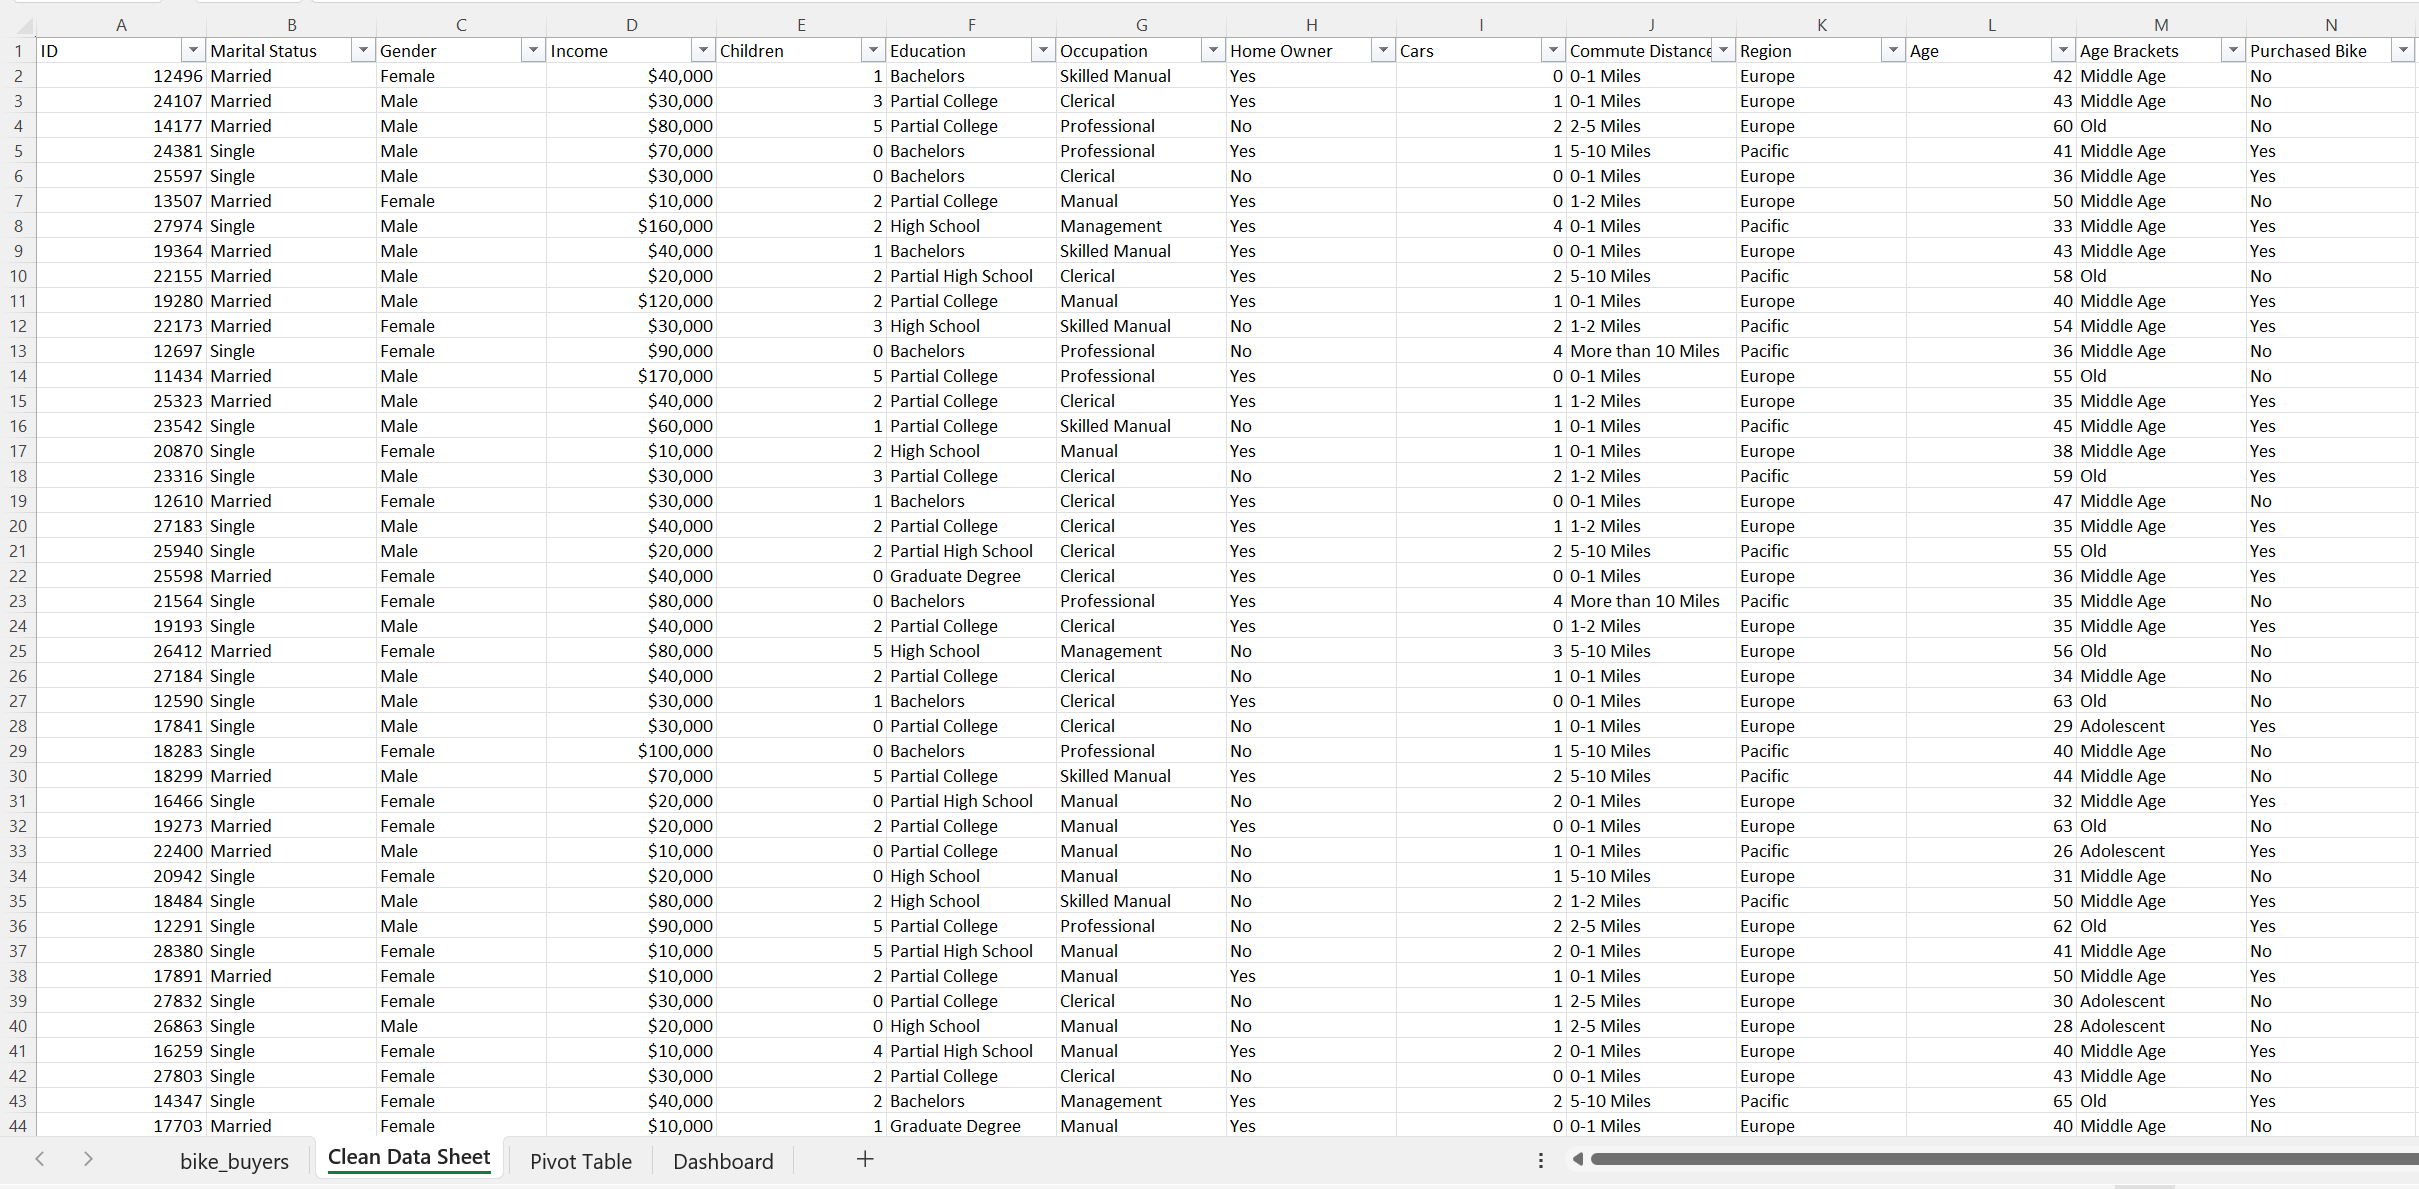 A B C D E F G H I J K L M N
1 ID Marital Status Gender Income Children Education Occupation Home Owner Cars Commute Distance Region Age Age Brackets Purchased Bike
2 12496 Married Female $40,000 1 Bachelors Skilled Manual Yes 0 0-1 Miles Europe 42 Middle Age No
3 24107 Married Male $30,000 3 Partial College Clerical Yes 1 0-1 Miles Europe 43 Middle Age No
4 14177 Married Male $80,000 5 Partial College Professional No 2 2-5 Miles Europe 60 Old No
5 24381 Single Male $70,000 0 Bachelors Professional Yes 1 5-10 Miles Pacific 41 Middle Age Yes
6 25597 Single Male $30,000 0 Bachelors Clerical No 0 0-1 Miles Europe 36 Middle Age Yes
7 13507 Married Female $10,000 2 Partial College Manual Yes 0 1-2 Miles Europe 50 Middle Age No
8 27974 Single Male $160,000 2 High School Management Yes 4 0-1 Miles Pacific 33 Middle Age Yes
9 19364 Married Male $40,000 1 Bachelors Skilled Manual Yes 0 0-1 Miles Europe 43 Middle Age Yes
10 22155 Married Male $20,000 2 Partial High School Clerical Yes 2 5-10 Miles Pacific 58 Old No
11 19280 Married Male $120,000 2 Partial College Manual Yes 1 0-1 Miles Europe 40 Middle Age Yes
12 22173 Married Female $30,000 3 High School Skilled Manual No 2 1-2 Miles Pacific 54 Middle Age Yes
13 12697 Single Female $90,000 0 Bachelors Professional No 4 More than 10 Miles Pacific 36 Middle Age No
14 11434 Married Male $170,000 5 Partial College Professional Yes 0 0-1 Miles Europe 55 Old No
15 25323 Married Male $40,000 2 Partial College Clerical Yes 1 1-2 Miles Europe 35 Middle Age Yes
16 23542 Single Male $60,000 1 Partial College Skilled Manual No 1 0-1 Miles Pacific 45 Middle Age Yes
17 20870 Single Female $10,000 2 High School Manual Yes 1 0-1 Miles Europe 38 Middle Age Yes
18 23316 Single Male $30,000 3 Partial College Clerical No 2 1-2 Miles Pacific 59 Old Yes
19 12610 Married Female $30,000 1 Bachelors Clerical Yes 0 0-1 Miles Europe 47 Middle Age No
20 27183 Single Male $40,000 2 Partial College Clerical Yes 1 1-2 Miles Europe 35 Middle Age Yes
21 25940 Single Male $20,000 2 Partial High School Clerical Yes 2 5-10 Miles Pacific 55 Old Yes
22 25598 Married Female $40,000 0 Graduate Degree Clerical Yes 0 0-1 Miles Europe 36 Middle Age Yes
23 21564 Single Female $80,000 0 Bachelors Professional Yes 4 More than 10 Miles Pacific 35 Middle Age No
24 19193 Single Male $40,000 2 Partial College Clerical Yes 0 1-2 Miles Europe 35 Middle Age Yes
25 26412 Married Female $80,000 5 High School Management No 3 5-10 Miles Europe 56 Old No
26 27184 Single Male $40,000 2 Partial College Clerical No 1 0-1 Miles Europe 34 Middle Age No
27 12590 Single Male $30,000 1 Bachelors Clerical Yes 0 0-1 Miles Europe 63 Old No
28 17841 Single Male $30,000 0 Partial College Clerical No 1 0-1 Miles Europe 29 Adolescent Yes
29 18283 Single Female $100,000 0 Bachelors Professional No 1 5-10 Miles Pacific 40 Middle Age No
30 18299 Married Male $70,000 5 Partial College Skilled Manual Yes 2 5-10 Miles Pacific 44 Middle Age No
31 16466 Single Female $20,000 0 Partial High School Manual No 2 0-1 Miles Europe 32 Middle Age Yes
32 19273 Married Female $20,000 2 Partial College Manual Yes 0 0-1 Miles Europe 63 Old No
33 22400 Married Male $10,000 0 Partial College Manual No 1 0-1 Miles Pacific 26 Adolescent Yes
34 20942 Single Female $20,000 0 High School Manual No 1 5-10 Miles Europe 31 Middle Age No
35 18484 Single Male $80,000 2 High School Skilled Manual No 2 1-2 Miles Pacific 50 Middle Age Yes
36 12291 Single Male $90,000 5 Partial College Professional No 2 2-5 Miles Europe 62 Old Yes
37 28380 Single Female $10,000 5 Partial High School Manual No 2 0-1 Miles Europe 41 Middle Age No
38 17891 Married Female $10,000 2 Partial College Manual Yes 1 0-1 Miles Europe 50 Middle Age Yes
39 27832 Single Female $30,000 0 Partial College Clerical No 1 2-5 Miles Europe 30 Adolescent No
40 26863 Single Male $20,000 0 High School Manual No 1 2-5 Miles Europe 28 Adolescent No
41 16259 Single Female $10,000 4 Partial High School Manual Yes 2 0-1 Miles Europe 40 Middle Age Yes
42 27803 Single Female $30,000 2 Partial College Clerical No 0 0-1 Miles Europe 43 Middle Age No
43 14347 Single Female $40,000 2 Bachelors Management Yes 2 5-10 Miles Pacific 65 Old Yes
44 17703 Married Female $10,000 1 Graduate Degree Manual Yes 0 0-1 Miles Europe 40 Middle Age No
bike_buyers Clean Data Sheet Pivot Table Dashboard